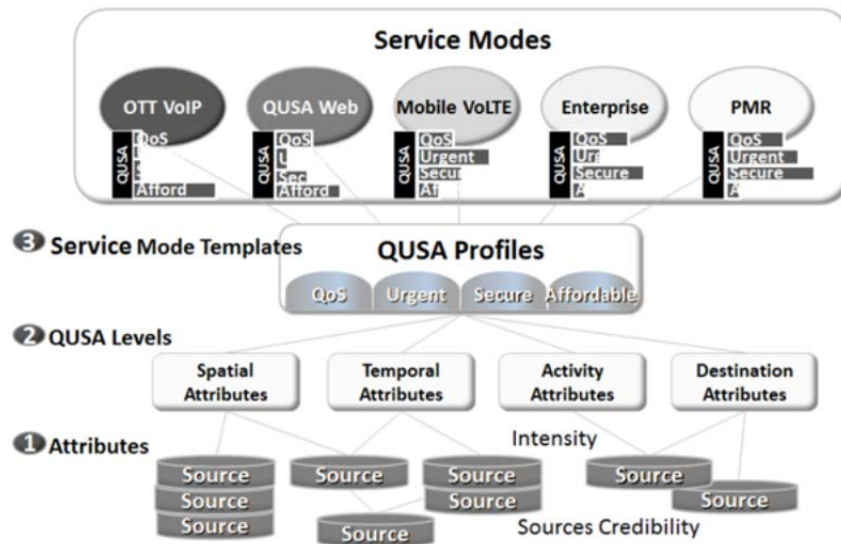 Service Modes
OTT VoIP
QUSA Web
Mobile VoLTE
Enterprise
PMR
QUSA
QoS
Afford
QUSA
QoS
U
Sec
Afford
QUSA
QoS
Urgent
Secur
Af
QUSA
QoS
Urg
Secure
A
QUSA
QoS
Urgent
Secure
A
3 Service Mode Templates
QUSA Profiles
QoS
Urgent
Secure
Affordable
2 QUSA Levels
Spatial
Attributes
Temporal
Attributes
Activity
Attributes
Destination
Attributes
1 Attributes
Intensity
Source
Source
Source
Source
Source
Source
Source
Source
Source
Sources Credibility